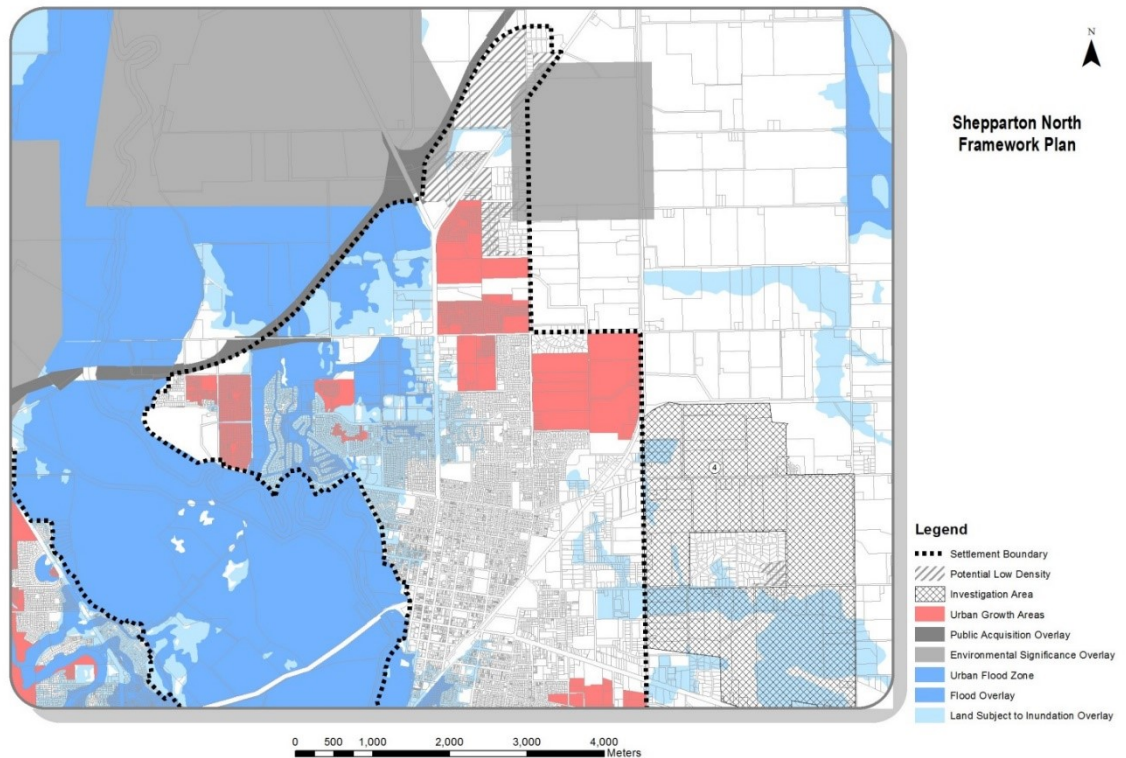 N
Shepparton North
Framework Plan
4
Legend
Settlement Boundary
Potential Low Density
Investigation Area
Urban Growth Areas
Public Acquisition Overlay
Environmental Significance Overlay
Urban Flood Zone
Flood Overlay
Land Subject to Inundation Overlay
0 500 1,000 2,000 3,000 4,000
Meters